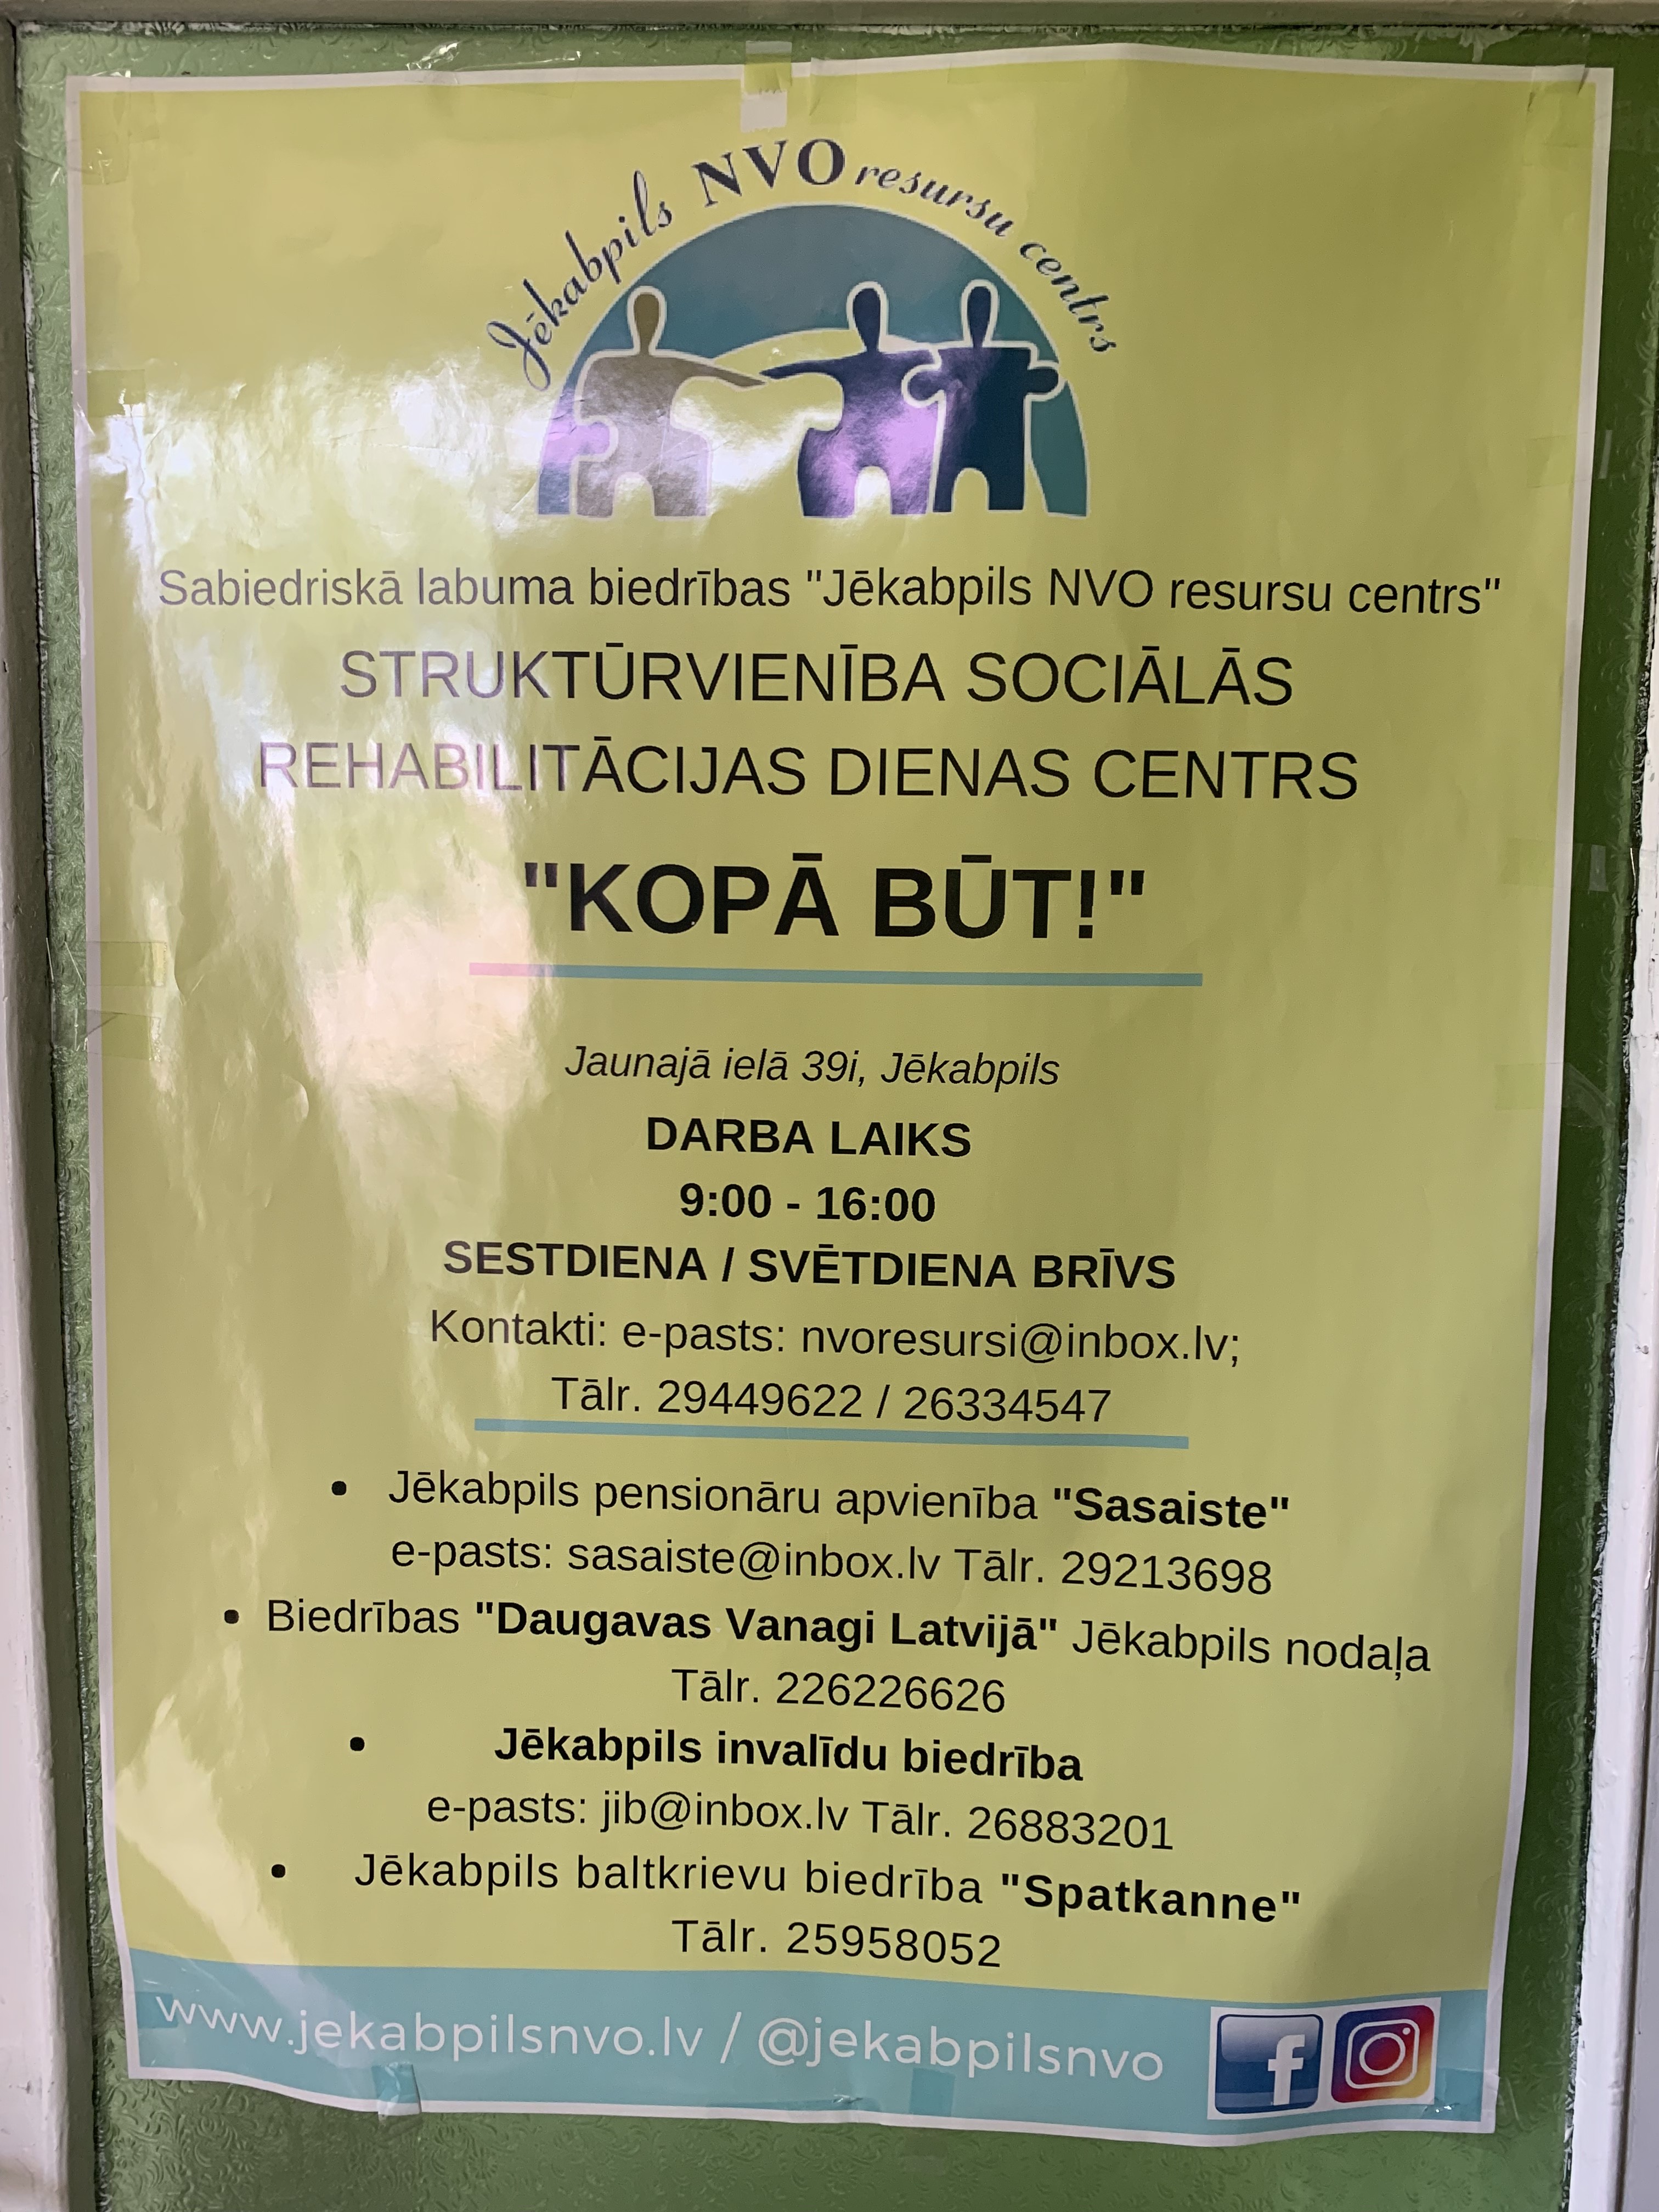 Jēkabpils NVO resursu centrs
Sabiedriskā labuma biedrības "Jēkabpils NVO resursu centrs"
STRUKTŪRVIENĪBA SOCIĀLĀS
REHABILITĀCIJAS DIENAS CENTRS
"KOPĀ BŪT!"
Jaunajā ielā 39i, Jēkabpils
DARBA LAIKS
9:00 - 16:00
SESTDIENA / SVĒTDIENA BRĪVS
Kontakti: e-pasts: nvoresursi@inbox.lv;
Tālr. 29449622 / 26334547
• Jēkabpils pensionāru apvienība "Sasaiste"
e-pasts: sasaiste@inbox.lv Tālr. 29213698
• Biedrības "Daugavas Vanagi Latvijā" Jēkabpils nodaļa
Tālr. 226226626
• Jēkabpils invalīdu biedrība
e-pasts: jib@inbox.lv Tālr. 26883201
• Jēkabpils baltkrievu biedrība "Spatkanne"
Tālr. 25958052
www.jekabpilsnvo.lv / @jekabpilsnvo